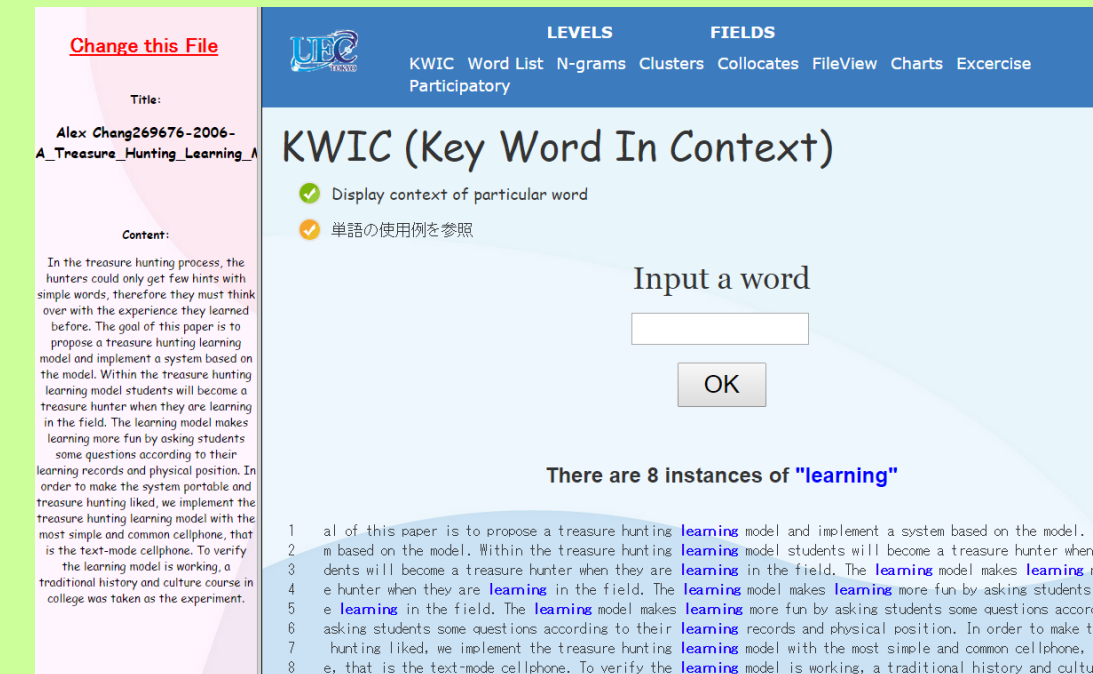 Change this File
Title:
Alex Chang269676-2006-
A_Treasure_Hunting_Learning_
Content:
In the treasure hunting process, the
hunters could only get few hints with
simple words, therefore they must think
over with the experience they learned
before. The goal of this paper is to
propose a treasure hunting learning
model and implement a system based on
the model. Within the treasure hunting
learning model students will become a
treasure hunter when they are learning
in the field. The learning model makes
learning more fun by asking students
some questions according to their
learning records and physical position. In
order to make the system portable and
treasure hunting liked, we implement the
treasure hunting learning model with the
most simple and common cellphone, that
is the text-mode cellphone. To verify
the learning model is working, a
traditional history and culture course in
college was taken as the experiment.
UEC
TOKYO
LEVELS FIELDS
KWIC Word List N-grams Clusters Collocates FileView Charts Excercise
Participatory
KWIC (Key Word In Context)
Display context of particular word
単語の使用例を参照
Input a word
OK
There are 8 instances of "learning"
1 al of this paper is to propose a treasure hunting learning model and implement a system based on the model.
2 m based on the model. Within the treasure hunting learning model students will become a treasure hunter when
3 dents will become a treasure hunter when they are learning in the field. The learning model makes learning
4 e hunter when they are learning in the field. The learning model makes learning more fun by asking students
5 e learning in the field. The learning model makes learning more fun by asking students some questions accor
6 asking students some questions according to their learning records and physical position. In order to make t
7 hunting liked, we implement the treasure hunting learning model with the most simple and common cellphone,
8 e, that is the text-mode cellphone. To verify the learning model is working, a traditional history and cultu